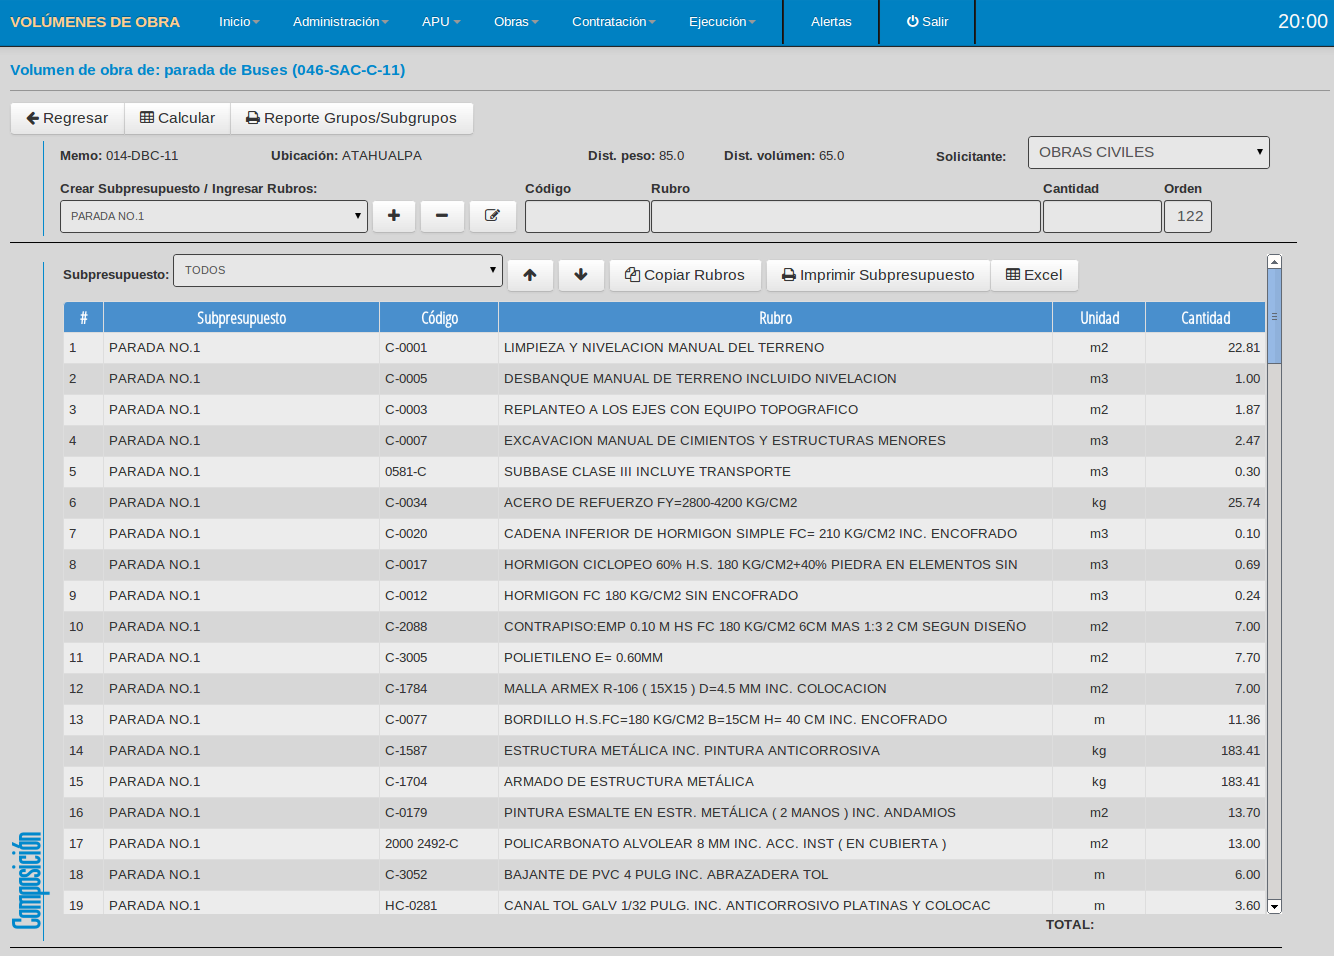 VOLÚMENES DE OBRA Inicio Administración APU Obras Contratación Ejecución Alertas Salir 20:00
Volumen de obra de: parada de Buses (046-SAC-C-11)
Regresar Calcular Reporte Grupos/Subgrupos
Memo: 014-DBC-11 Ubicación: ATAHUALPA Dist. peso: 85.0 Dist. volúmen: 65.0 Solicitante: OBRAS CIVILES
Crear Subpresupuesto / Ingresar Rubros: Código Rubro Cantidad Orden
PARADA NO.1 122
Subpresupuesto: TODOS Copiar Rubros Imprimir Subpresupuesto Excel
# Subpresupuesto Código Rubro Unidad Cantidad
1 PARADA NO.1 C-0001 LIMPIEZA Y NIVELACION MANUAL DEL TERRENO m2 22.81
2 PARADA NO.1 C-0005 DESBANQUE MANUAL DE TERRENO INCLUIDO NIVELACION m3 1.00
3 PARADA NO.1 C-0003 REPLANTEO A LOS EJES CON EQUIPO TOPOGRAFICO m2 1.87
4 PARADA NO.1 C-0007 EXCAVACION MANUAL DE CIMIENTOS Y ESTRUCTURAS MENORES m3 2.47
5 PARADA NO.1 0581-C SUBBASE CLASE III INCLUYE TRANSPORTE m3 0.30
6 PARADA NO.1 C-0034 ACERO DE REFUERZO FY=2800-4200 KG/CM2 kg 25.74
7 PARADA NO.1 C-0020 CADENA INFERIOR DE HORMIGON SIMPLE FC= 210 KG/CM2 INC. ENCOFRADO m3 0.10
8 PARADA NO.1 C-0017 HORMIGON CICLOPEO 60% H.S. 180 KG/CM2+40% PIEDRA EN ELEMENTOS SIN m3 0.69
9 PARADA NO.1 C-0012 HORMIGON FC 180 KG/CM2 SIN ENCOFRADO m3 0.24
10 PARADA NO.1 C-2088 CONTRAPISO:EMP 0.10 M HS FC 180 KG/CM2 6CM MAS 1:3 2 CM SEGUN DISEÑO m2 7.00
11 PARADA NO.1 C-3005 POLIETILENO E= 0.60MM m2 7.70
12 PARADA NO.1 C-1784 MALLA ARMEX R-106 ( 15X15 ) D=4.5 MM INC. COLOCACION m2 7.00
13 PARADA NO.1 C-0077 BORDILLO H.S.FC=180 KG/CM2 B=15CM H= 40 CM INC. ENCOFRADO m 11.36
14 PARADA NO.1 C-1587 ESTRUCTURA METÁLICA INC. PINTURA ANTICORROSIVA kg 183.41
15 PARADA NO.1 C-1704 ARMADO DE ESTRUCTURA METÁLICA kg 183.41
16 PARADA NO.1 C-0179 PINTURA ESMALTE EN ESTR. METÁLICA ( 2 MANOS ) INC. ANDAMIOS m2 13.70
17 PARADA NO.1 2000 2492-C POLICARBONATO ALVOLEAR 8 MM INC. ACC. INST ( EN CUBIERTA ) m2 13.00
18 PARADA NO.1 C-3052 BAJANTE DE PVC 4 PULG INC. ABRAZADERA TOL m 6.00
19 PARADA NO.1 HC-0281 CANAL TOL GALV 1/32 PULG. INC. ANTICORROSIVO PLATINAS Y COLOCAC m 3.60
Composición
TOTAL: